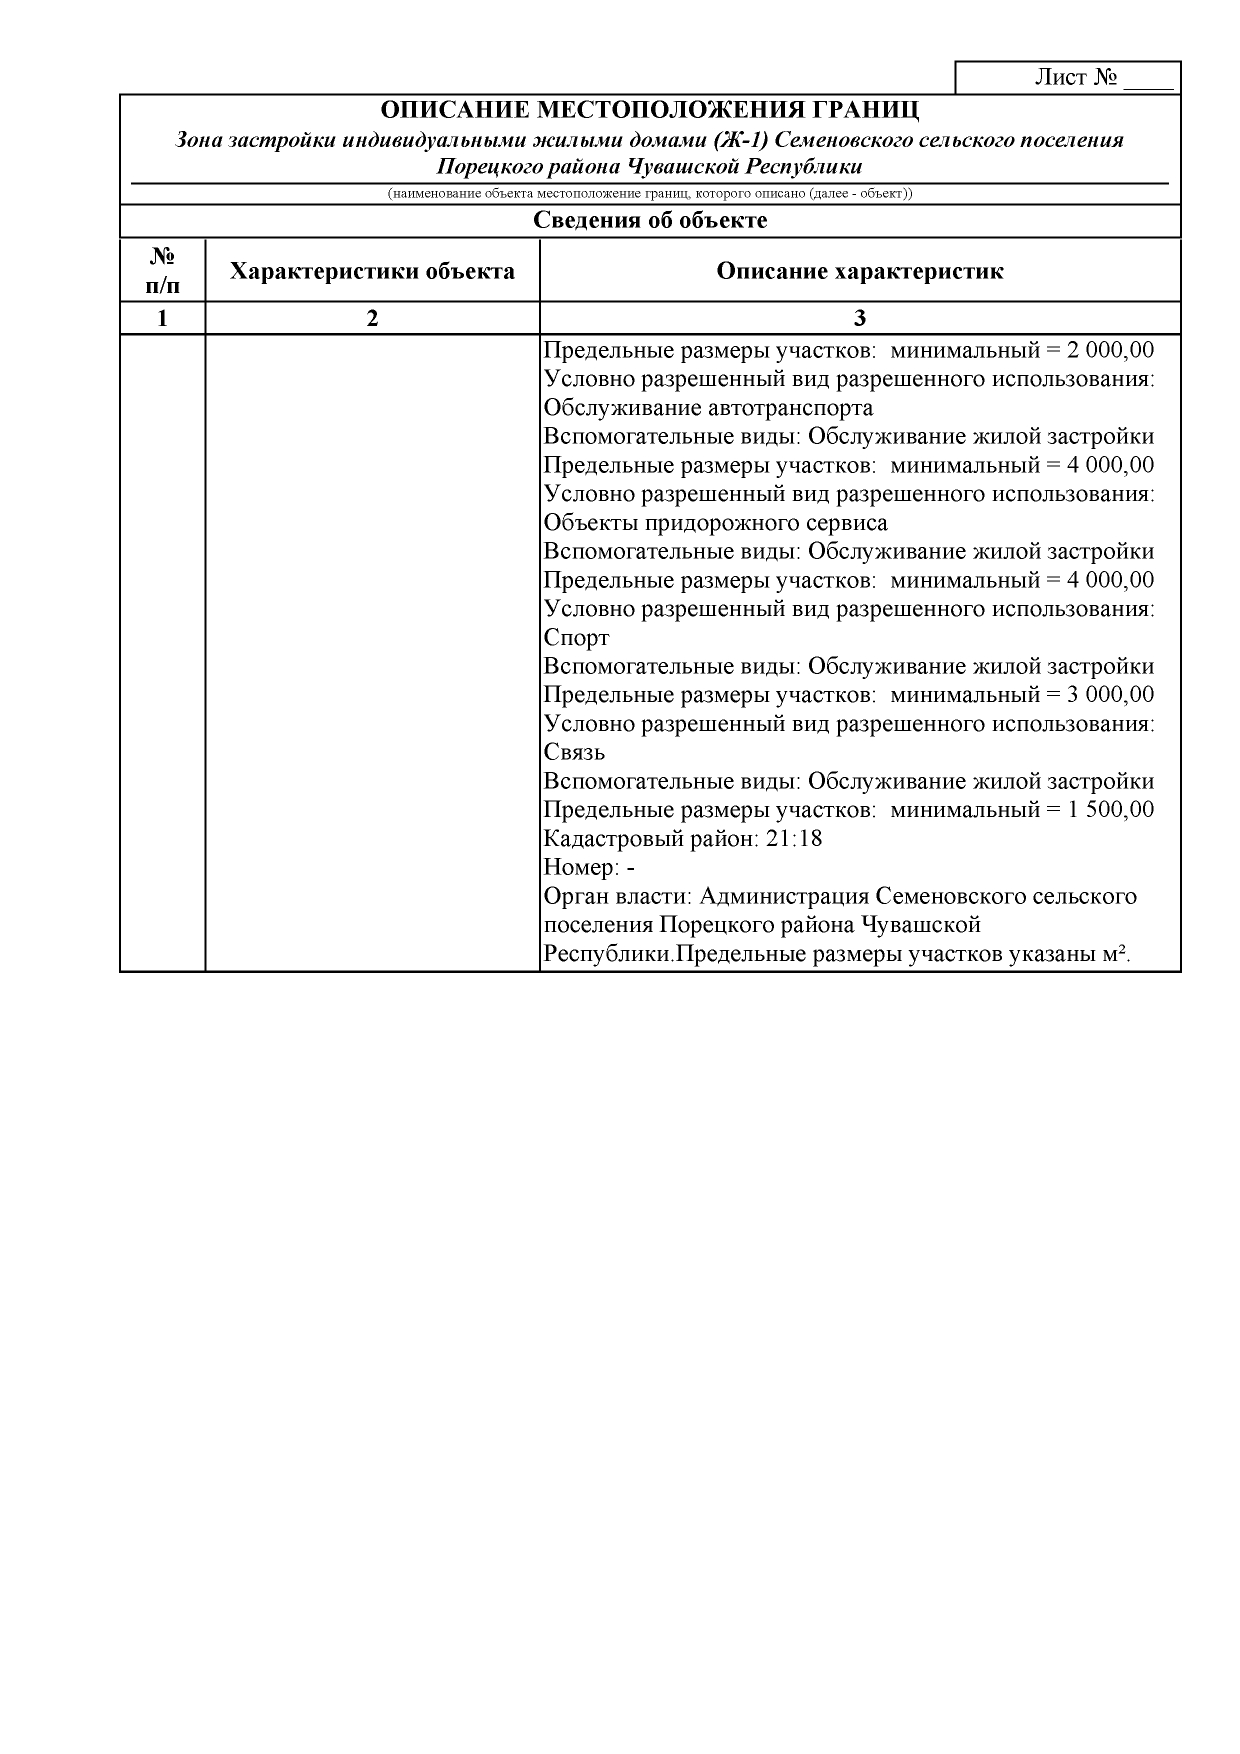 Лист № ____
ОПИСАНИЕ МЕСТОПОЛОЖЕНИЯ ГРАНИЦ
Зона застройки индивидуальными жилыми домами (Ж-1) Семеновского сельского поселения
Порецкого района Чувашской Республики
(наименование объекта местоположение границ, которого описано (далее - объект))
Сведения об объекте
№
п/п
Характеристики объекта
Описание характеристик
1
2
3
Предельные размеры участков:  минимальный = 2 000,00
Условно разрешенный вид разрешенного использования:
Обслуживание автотранспорта
Вспомогательные виды: Обслуживание жилой застройки
Предельные размеры участков:  минимальный = 4 000,00
Условно разрешенный вид разрешенного использования:
Объекты придорожного сервиса
Вспомогательные виды: Обслуживание жилой застройки
Предельные размеры участков:  минимальный = 4 000,00
Условно разрешенный вид разрешенного использования:
Спорт
Вспомогательные виды: Обслуживание жилой застройки
Предельные размеры участков:  минимальный = 3 000,00
Условно разрешенный вид разрешенного использования:
Связь
Вспомогательные виды: Обслуживание жилой застройки
Предельные размеры участков:  минимальный = 1 500,00
Кадастровый район: 21:18
Номер: -
Орган власти: Администрация Семеновского сельского
поселения Порецкого района Чувашской
Республики.Предельные размеры участков указаны м².